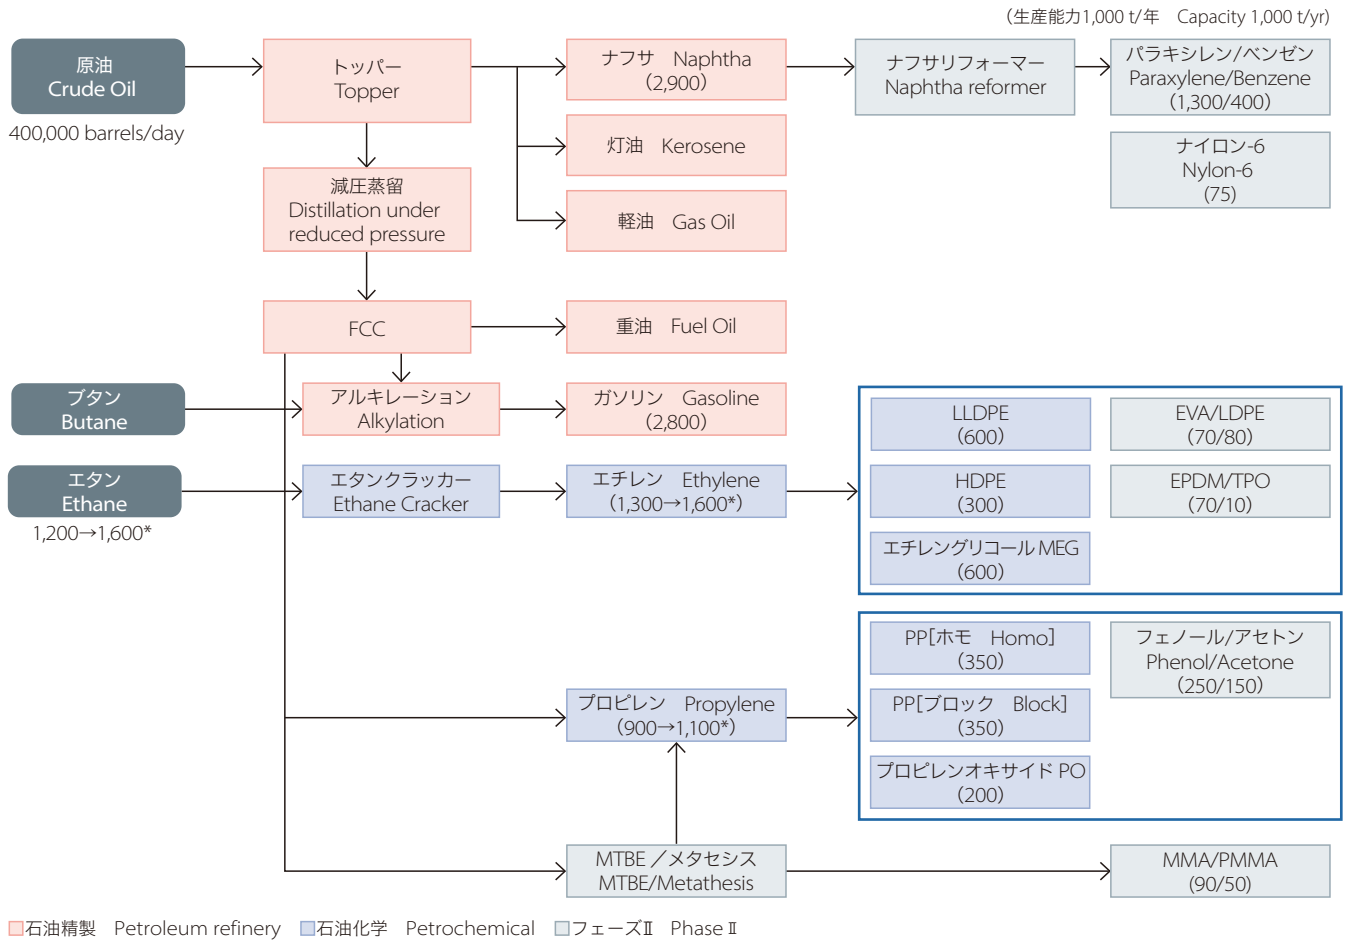 （生産能力1,000 t/年　Capacity 1,000 t/yr)
原油
Crude Oil
400,000 barrels/day
トッパー
Topper
ナフサ　Naphtha
（2,900）
ナフサリフォーマー
Naphtha reformer
パラキシレン/ベンゼン
Paraxylene/Benzene
（1,300/400）
灯油　Kerosene
ナイロン-6
Nylon-6
（75）
減圧蒸留
Distillation under
reduced pressure
軽油　Gas Oil
FCC
重油　Fuel Oil
ブタン
Butane
アルキレーション
Alkylation
ガソリン　Gasoline
（2,800）
LLDPE
（600）
EVA/LDPE
（70/80）
エタン
Ethane
1,200→1,600*
エタンクラッカー
Ethane Cracker
エチレン　Ethylene
（1,300→1,600*）
HDPE
（300）
EPDM/TPO
（70/10）
エチレングリコール MEG
（600）
PP[ホモ　Homo]
（350）
フェノール/アセトン
Phenol/Acetone
（250/150）
プロピレン　Propylene
（900→1,100*）
PP[ブロック　Block]
（350）
プロピレンオキサイド PO
（200）
MTBE ／メタセシス
MTBE/Metathesis
MMA/PMMA
（90/50）
石油精製　Petroleum refinery　石油化学　Petrochemical　フェーズⅡ　Phase Ⅱ